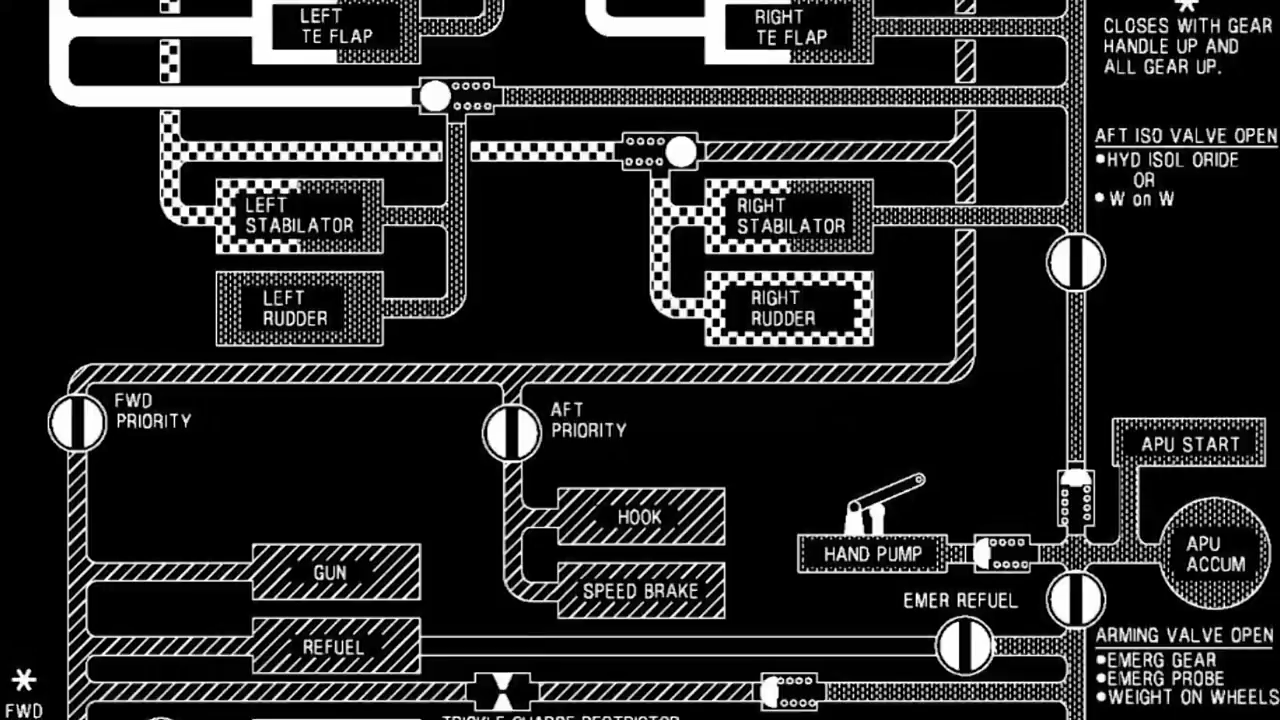 LEFT
TE FLAP
RIGHT
TE FLAP
*
CLOSES WITH GEAR
HANDLE UP AND
ALL GEAR UP.
AFT ISO VALVE OPEN
•HYD ISOL ORIDE
OR
•W on W
LEFT
STABILATOR
RIGHT
STABILATOR
LEFT
RUDDER
RIGHT
RUDDER
FWD
PRIORITY
AFT
PRIORITY
APU START
HOOK
HAND PUMP
APU
ACCUM
GUN
SPEED BRAKE
EMER REFUEL
REFUEL
ARMING VALVE OPEN
•EMERG GEAR
•EMERG PROBE
•WEIGHT ON WHEELS
*
FWD
TRICKLE CHARGE RESTRICTOR